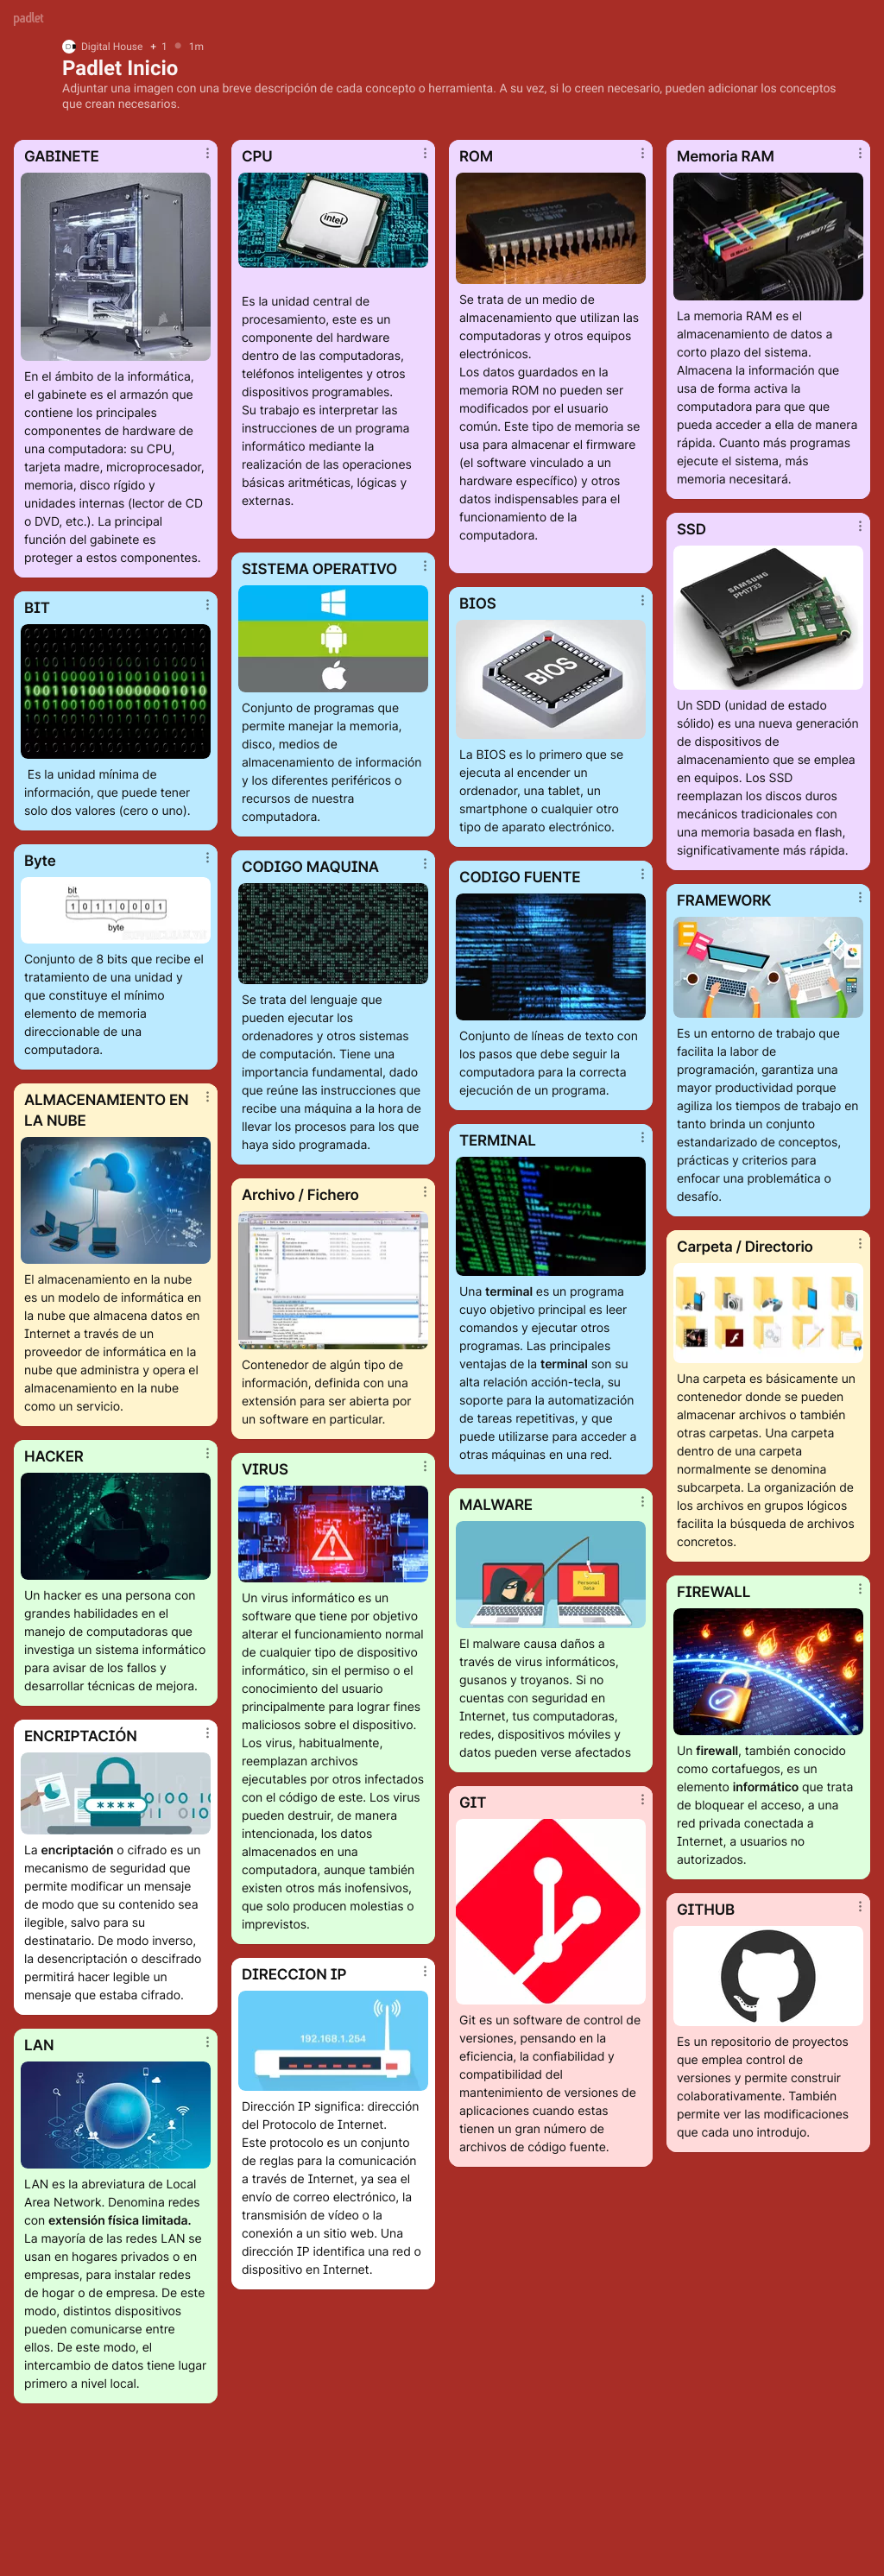 padlet
Digital House + 1 1m
Padlet Inicio
Adjuntar una imagen con una breve descripción de cada concepto o herramienta. A su vez, si lo creen necesario, pueden adicionar los conceptos
que crean necesarios.
GABINETE
En el ámbito de la informática,
el gabinete es el armazón que
contiene los principales
componentes de hardware de
una computadora: su CPU,
tarjeta madre, microprocesador,
memoria, disco rígido y
unidades internas (lector de CD
o DVD, etc.). La principal
función del gabinete es
proteger a estos componentes.
CPU
intel
Es la unidad central de
procesamiento, este es un
componente del hardware
dentro de las computadoras,
teléfonos inteligentes y otros
dispositivos programables.
Su trabajo es interpretar las
instrucciones de un programa
informático mediante la
realización de las operaciones
básicas aritméticas, lógicas y
externas.
ROM
Se trata de un medio de
almacenamiento que utilizan las
computadoras y otros equipos
electrónicos.
Los datos guardados en la
memoria ROM no pueden ser
modificados por el usuario
común. Este tipo de memoria se
usa para almacenar el firmware
(el software vinculado a un
hardware específico) y otros
datos indispensables para el
funcionamiento de la
computadora.
Memoria RAM
TRIDENT Z
La memoria RAM es el
almacenamiento de datos a
corto plazo del sistema.
Almacena la información que
usa de forma activa la
computadora para que que
pueda acceder a ella de manera
rápida. Cuanto más programas
ejecute el sistema, más
memoria necesitará.
SSD
SAMSUNG
PM1733
Un SDD (unidad de estado
sólido) es una nueva generación
de dispositivos de
almacenamiento que se emplea
en equipos. Los SSD
reemplazan los discos duros
mecánicos tradicionales con
una memoria basada en flash,
significativamente más rápida.
BIT
Es la unidad mínima de
información, que puede tener
solo dos valores (cero o uno).
SISTEMA OPERATIVO
Conjunto de programas que
permite manejar la memoria,
disco, medios de
almacenamiento de información
y los diferentes periféricos o
recursos de nuestra
computadora.
BIOS
BIOS
La BIOS es lo primero que se
ejecuta al encender un
ordenador, una tablet, un
smartphone o cualquier otro
tipo de aparato electrónico.
Byte
bit
1 0 1 1 0 0 0 1
byte
Conjunto de 8 bits que recibe el
tratamiento de una unidad y
que constituye el mínimo
elemento de memoria
direccionable de una
computadora.
CODIGO MAQUINA
Se trata del lenguaje que
pueden ejecutar los
ordenadores y otros sistemas
de computación. Tiene una
importancia fundamental, dado
que reúne las instrucciones que
recibe una máquina a la hora de
llevar los procesos para los que
haya sido programada.
CODIGO FUENTE
Conjunto de líneas de texto con
los pasos que debe seguir la
computadora para la correcta
ejecución de un programa.
FRAMEWORK
Es un entorno de trabajo que
facilita la labor de
programación, garantiza una
mayor productividad porque
agiliza los tiempos de trabajo en
tanto brinda un conjunto
estandarizado de conceptos,
prácticas y criterios para
enfocar una problemática o
desafío.
ALMACENAMIENTO EN
LA NUBE
El almacenamiento en la nube
es un modelo de informática en
la nube que almacena datos en
Internet a través de un
proveedor de informática en la
nube que administra y opera el
almacenamiento en la nube
como un servicio.
Archivo / Fichero
Contenedor de algún tipo de
información, definida con una
extensión para ser abierta por
un software en particular.
TERMINAL
Una terminal es un programa
cuyo objetivo principal es leer
comandos y ejecutar otros
programas. Las principales
ventajas de la terminal son su
alta relación acción-tecla, su
soporte para la automatización
de tareas repetitivas, y que
puede utilizarse para acceder a
otras máquinas en una red.
Carpeta / Directorio
Una carpeta es básicamente un
contenedor donde se pueden
almacenar archivos o también
otras carpetas. Una carpeta
dentro de una carpeta
normalmente se denomina
subcarpeta. La organización de
los archivos en grupos lógicos
facilita la búsqueda de archivos
concretos.
HACKER
Un hacker es una persona con
grandes habilidades en el
manejo de computadoras que
investiga un sistema informático
para avisar de los fallos y
desarrollar técnicas de mejora.
VIRUS
Un virus informático es un
software que tiene por objetivo
alterar el funcionamiento normal
de cualquier tipo de dispositivo
informático, sin el permiso o el
conocimiento del usuario
principalmente para lograr fines
maliciosos sobre el dispositivo.
Los virus, habitualmente,
reemplazan archivos
ejecutables por otros infectados
con el código de este. Los virus
pueden destruir, de manera
intencionada, los datos
almacenados en una
computadora, aunque también
existen otros más inofensivos,
que solo producen molestias o
imprevistos.
MALWARE
Personal
Data
El malware causa daños a
través de virus informáticos,
gusanos y troyanos. Si no
cuentas con seguridad en
Internet, tus computadoras,
redes, dispositivos móviles y
datos pueden verse afectados
FIREWALL
Un firewall, también conocido
como cortafuegos, es un
elemento informático que trata
de bloquear el acceso, a una
red privada conectada a
Internet, a usuarios no
autorizados.
ENCRIPTACIÓN
****
La encriptación o cifrado es un
mecanismo de seguridad que
permite modificar un mensaje
de modo que su contenido sea
ilegible, salvo para su
destinatario. De modo inverso,
la desencriptación o descifrado
permitirá hacer legible un
mensaje que estaba cifrado.
DIRECCION IP
192.168.1.254
Dirección IP significa: dirección
del Protocolo de Internet.
Este protocolo es un conjunto
de reglas para la comunicación
a través de Internet, ya sea el
envío de correo electrónico, la
transmisión de vídeo o la
conexión a un sitio web. Una
dirección IP identifica una red o
dispositivo en Internet.
GIT
Git es un software de control de
versiones, pensando en la
eficiencia, la confiabilidad y
compatibilidad del
mantenimiento de versiones de
aplicaciones cuando estas
tienen un gran número de
archivos de código fuente.
GITHUB
Es un repositorio de proyectos
que emplea control de
versiones y permite construir
colaborativamente. También
permite ver las modificaciones
que cada uno introdujo.
LAN
LAN es la abreviatura de Local
Area Network. Denomina redes
con extensión física limitada.
La mayoría de las redes LAN se
usan en hogares privados o en
empresas, para instalar redes
de hogar o de empresa. De este
modo, distintos dispositivos
pueden comunicarse entre
ellos. De este modo, el
intercambio de datos tiene lugar
primero a nivel local.